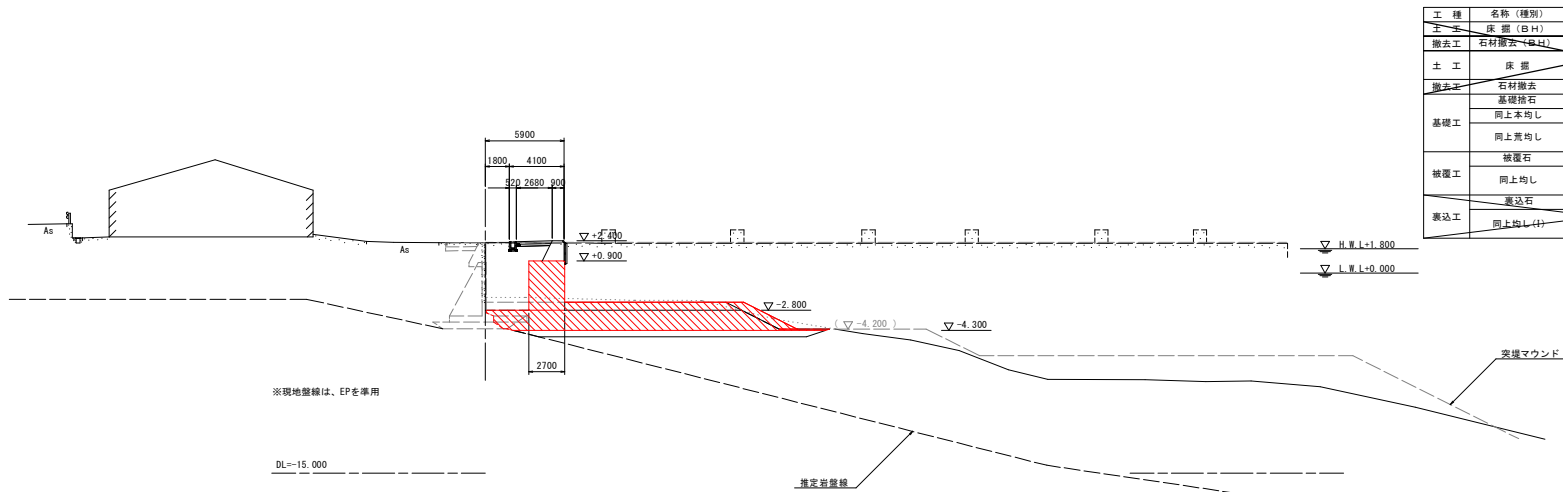 工 種 名称 (種別)
土 工 床 掘 (BH)
撤去工 石材撤去 (BH)
土 工 床 掘
撤去工 石材撤去
基礎工 基礎捨石
同上本均し
同上荒均し
被覆工 被覆石
同上均し
裏込工 裏込石
同上均し(I)
5900
1800 4100
520 2680 900
As
As
+2.400
+0.900
H.W.L+1.800
L.W.L+0.000
-2.800
( -4.200 )
-4.300
2700
突堤マウンド
※現地盤線は、EPを準用
DL=-15.000
推定岩盤線